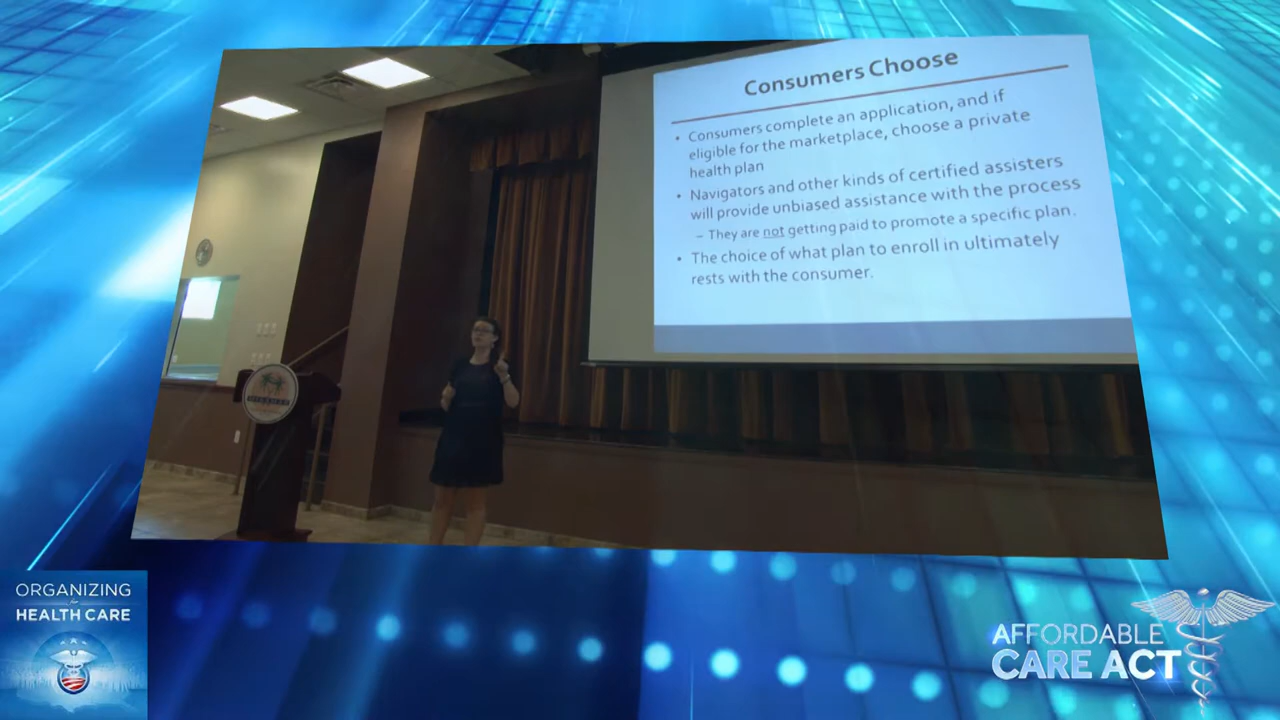 Consumers Choose
• Consumers complete an application, and if
eligible for the marketplace, choose a private
health plan
• Navigators and other kinds of certified assisters
will provide unbiased assistance with the process
– They are not getting paid to promote a specific plan.
• The choice of what plan to enroll in ultimately
rests with the consumer.
ORGANIZING
for
HEALTH CARE
AFFORDABLE
CARE ACT